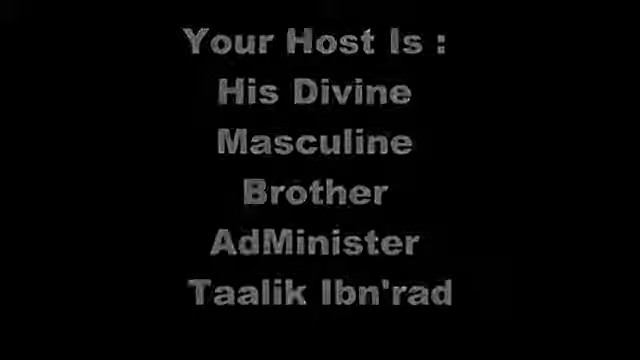 Your Host Is :
His Divine
Masculine
Brother
AdMinister
Taalik Ibn'rad